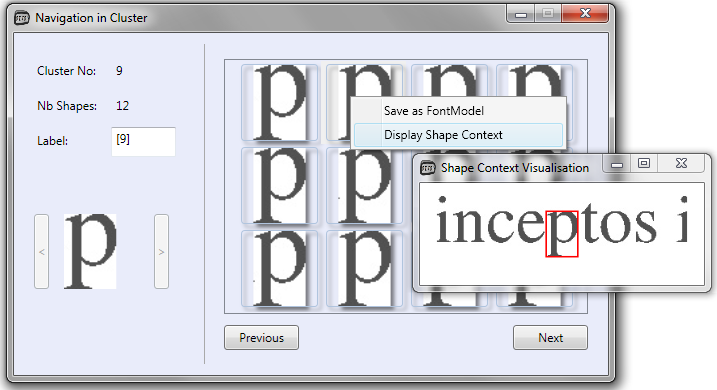 Navigation in Cluster
Cluster No: 9
Nb Shapes: 12
Label: [9]
< p >
p p p p
Save as FontModel
Display Shape Context
p p p p
p p p p
Shape Context Visualisation
inceptos i
Previous
Next